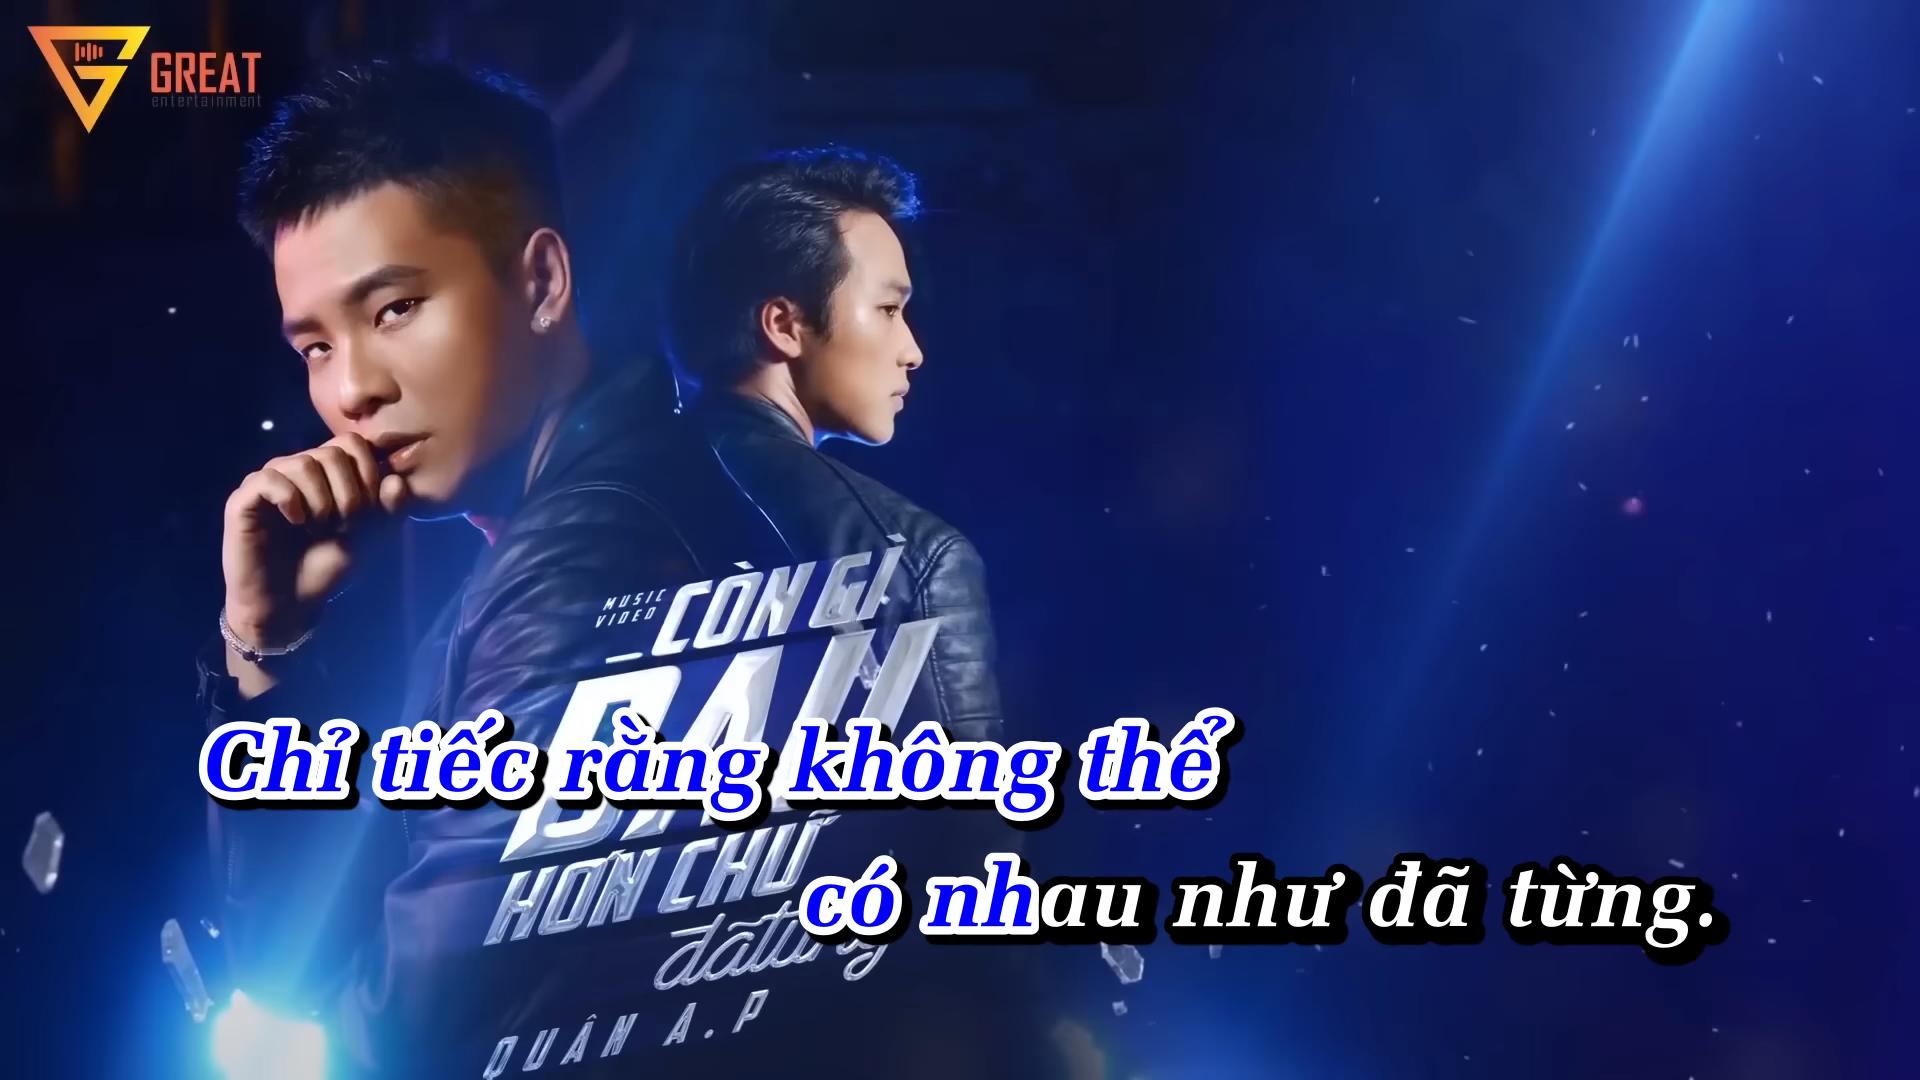 GREAT
entertainment
MUSIC
VIDEO
CÒN GÌ
ĐAU
HƠN CHỮ
đã từng
QUÂN A.P
Chỉ tiếc rằng không thể
có nhau như đã từng.